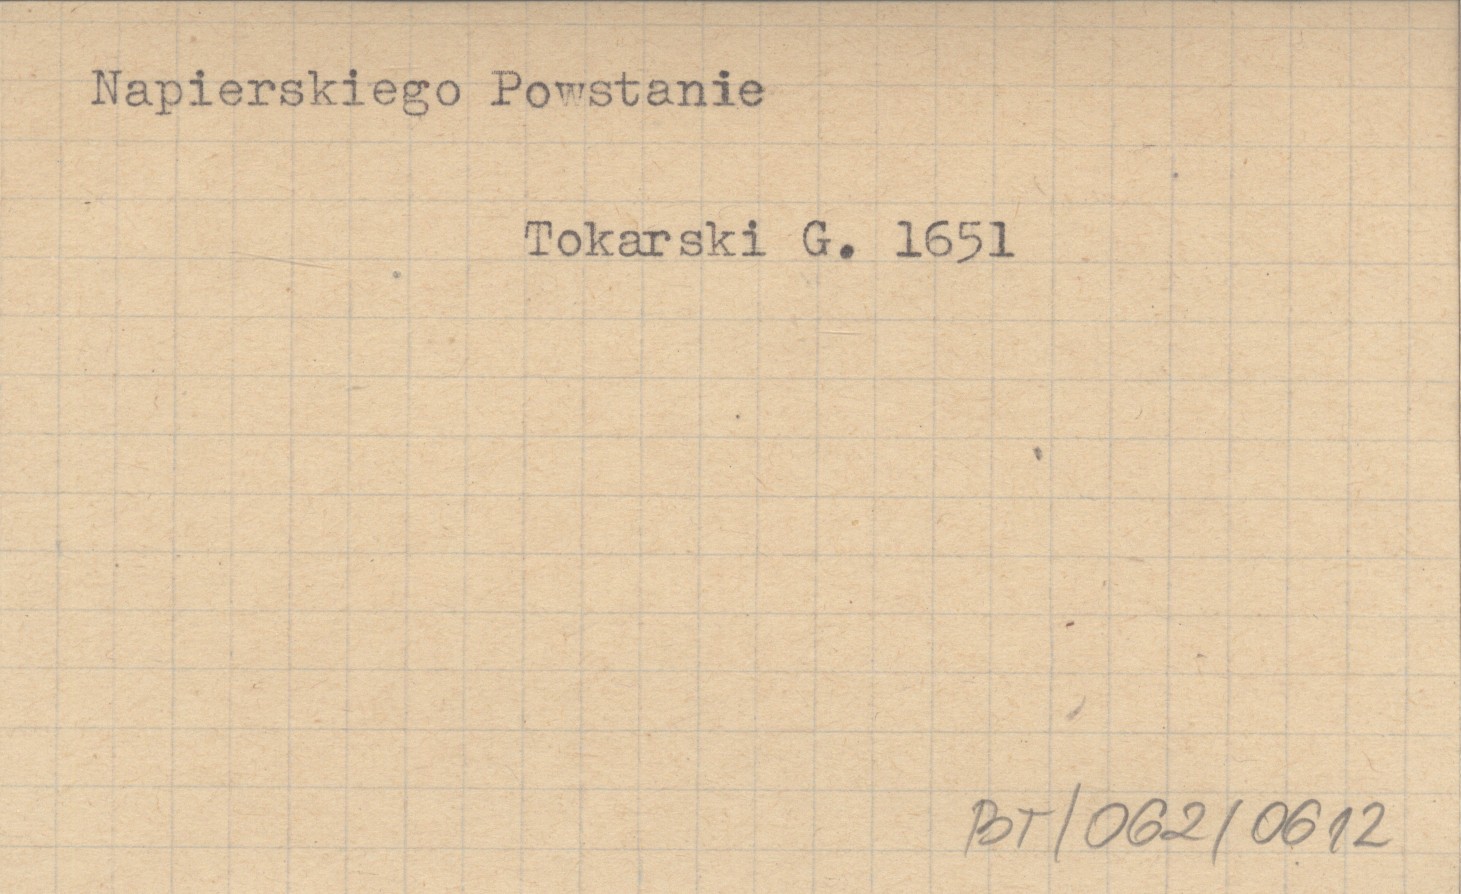 Napierskiego Powstanie
Tokarski G. 1651
BT/062/0612